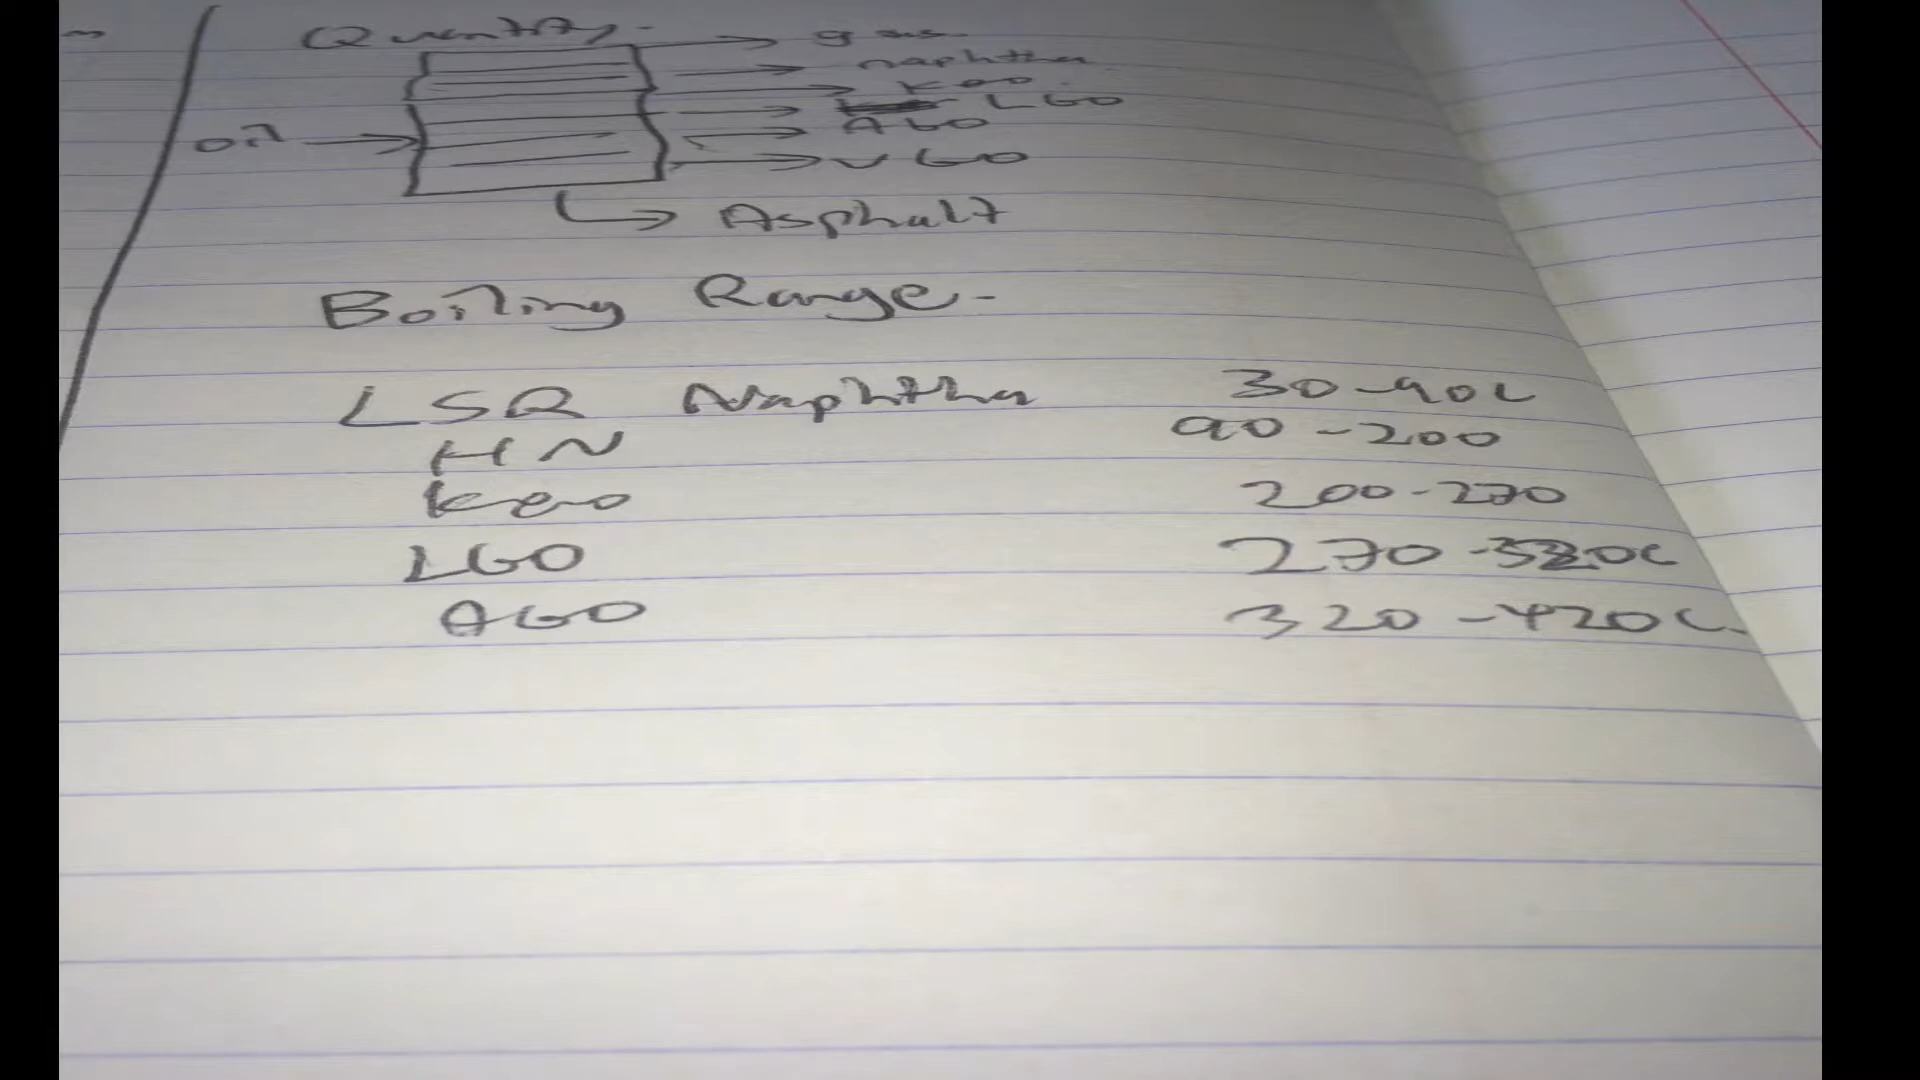 Quantity-
gas
naphtha
Keo
LGO
oil
AGO
VGO
Asphalt
Boiling Range-
LSR Naphtha 30-90C
HN 90-200
Keo 200-270
LGO 270-320C
AGO 320-420C